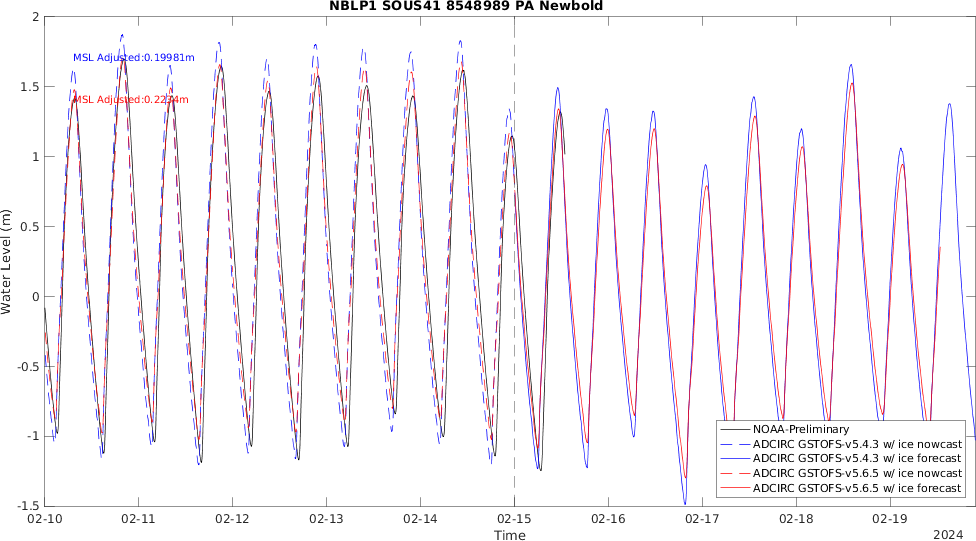 NBLP1 SOUS41 8548989 PA Newbold
2
1.5
1
0.5
0
-0.5
-1
-1.5
Water Level (m)
MSL Adjusted:0.19981m
MSL Adjusted:0.2234m
NOAA-Preliminary
ADCIRC GSTOFS-v5.4.3 w/ ice nowcast
ADCIRC GSTOFS-v5.4.3 w/ ice forecast
ADCIRC GSTOFS-v5.6.5 w/ ice nowcast
ADCIRC GSTOFS-v5.6.5 w/ ice forecast
02-10 02-11 02-12 02-13 02-14 02-15 02-16 02-17 02-18 02-19
Time
2024